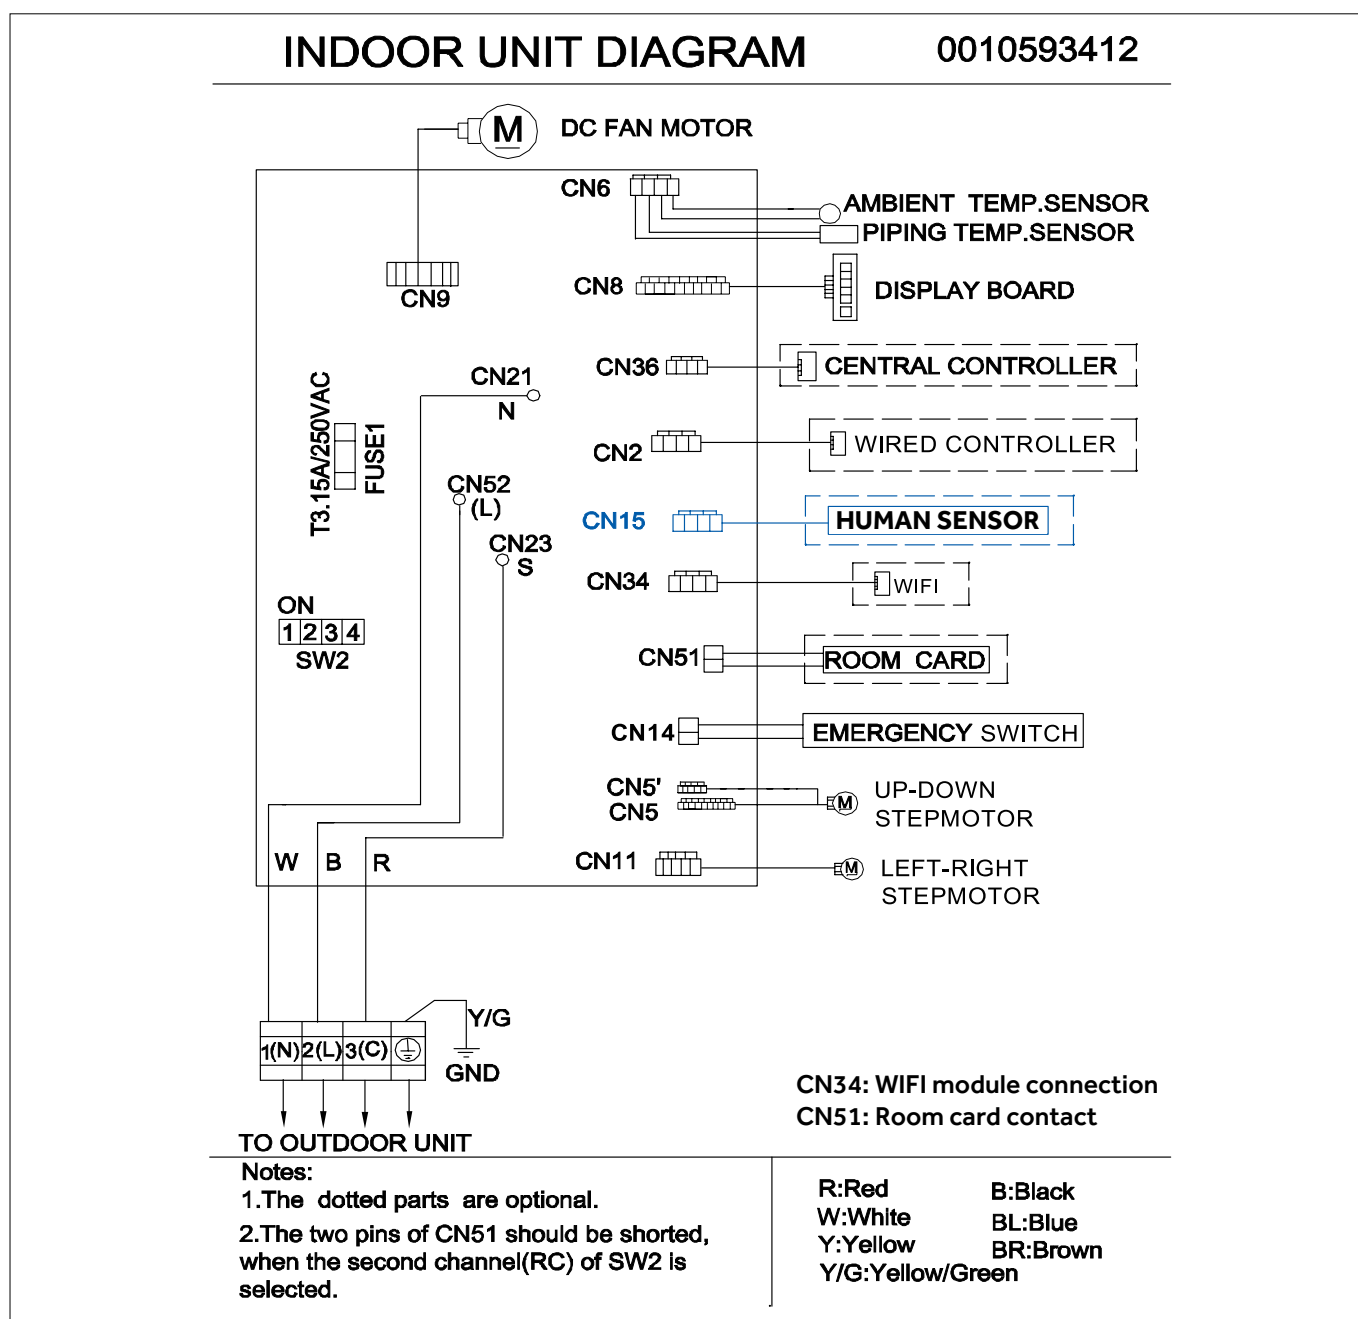 INDOOR UNIT DIAGRAM 0010593412
M DC FAN MOTOR
CN6
AMBIENT TEMP.SENSOR
PIPING TEMP.SENSOR
CN9
CN8
DISPLAY BOARD
CN36
CENTRAL CONTROLLER
CN21
N
T3.15A/250VAC
FUSE1
CN2
WIRED CONTROLLER
CN52
(L)
CN15
HUMAN SENSOR
CN23
S
CN34
WIFI
ON
1 2 3 4
SW2
CN51
ROOM CARD
CN14
EMERGENCY SWITCH
CN5'
CN5
M
UP-DOWN
STEPMOTOR
W B R
CN11
M
LEFT-RIGHT
STEPMOTOR
Y/G
1(N) 2(L) 3(C)
GND
TO OUTDOOR UNIT
CN34: WIFI module connection
CN51: Room card contact
Notes:
1.The dotted parts are optional.
2.The two pins of CN51 should be shorted,
when the second channel(RC) of SW2 is
selected.
R:Red B:Black
W:White BL:Blue
Y:Yellow BR:Brown
Y/G:Yellow/Green